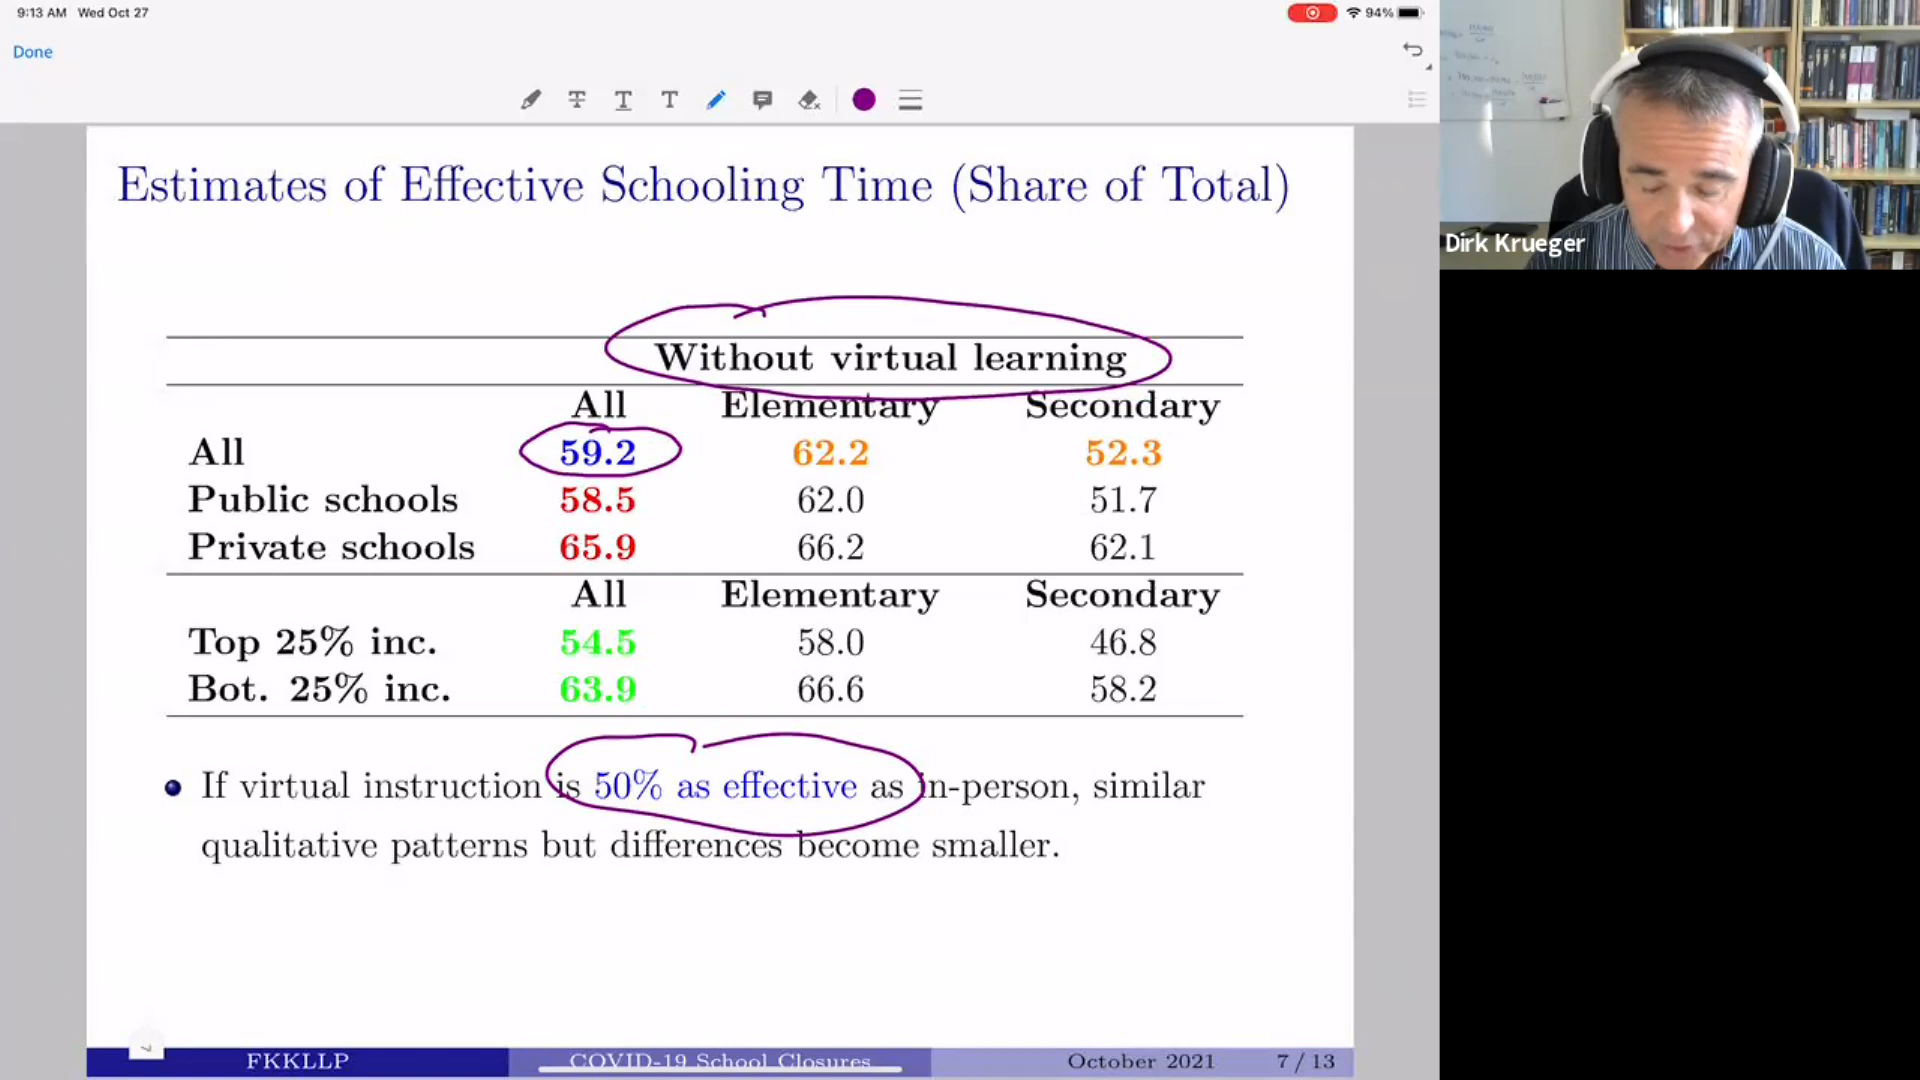 9:13 AM Wed Oct 27
94%
Done
Estimates of Effective Schooling Time (Share of Total)
Dirk Krueger
Without virtual learning
All Elementary Secondary
All 59.2 62.2 52.3
Public schools 58.5 62.0 51.7
Private schools 65.9 66.2 62.1
All Elementary Secondary
Top 25% inc. 54.5 58.0 46.8
Bot. 25% inc. 63.9 66.6 58.2
If virtual instruction is 50% as effective as in-person, similar
qualitative patterns but differences become smaller.
FKKLLP COVID-19 School Closures October 2021 7 / 13